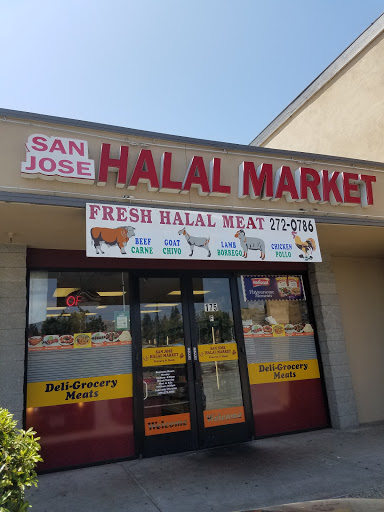 SAN
JOSE
HALAL MARKET
FRESH HALAL MEAT 272-0786
BEEF
CARNE
GOAT
CHIVO
LAMB
BORREGO
CHICKEN
POLLO
175
SAN JOSE
HALAL MARKET
SAN JOSE
HALAL MARKET
Deli-Grocery
Meats
Deli-Grocery
Meats